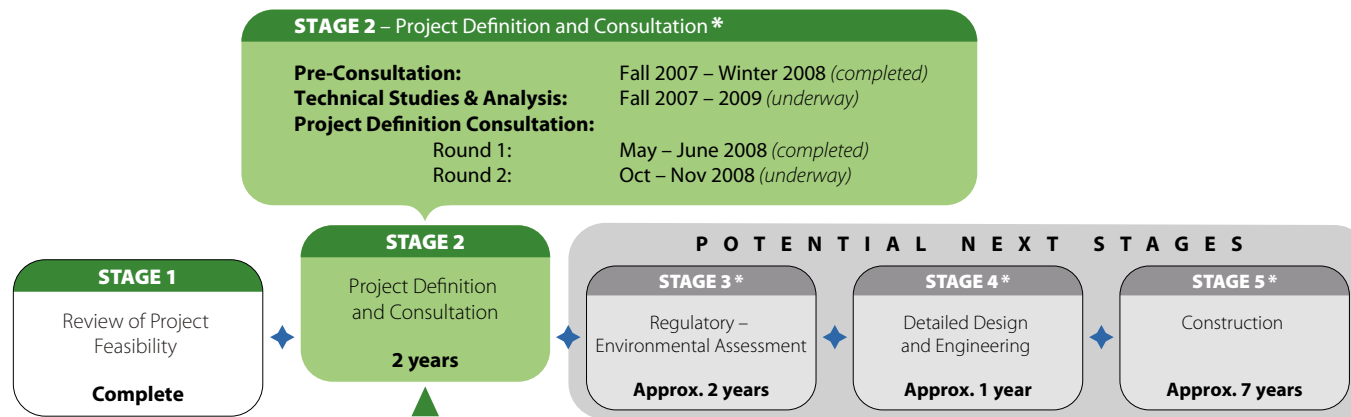 STAGE 2 – Project Definition and Consultation*
Pre-Consultation: Fall 2007 – Winter 2008 (completed)
Technical Studies & Analysis: Fall 2007 – 2009 (underway)
Project Definition Consultation:
Round 1: May – June 2008 (completed)
Round 2: Oct – Nov 2008 (underway)
STAGE 1
Review of Project
Feasibility
Complete
STAGE 2
Project Definition
and Consultation
2 years
POTENTIAL NEXT STAGES
STAGE 3*
Regulatory –
Environmental Assessment
Approx. 2 years
STAGE 4*
Detailed Design
and Engineering
Approx. 1 year
STAGE 5*
Construction
Approx. 7 years